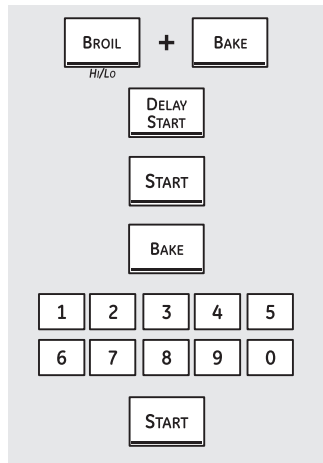 BROIL + BAKE
HI/LO
DELAY
START
START
BAKE
1 2 3 4 5
6 7 8 9 0
START